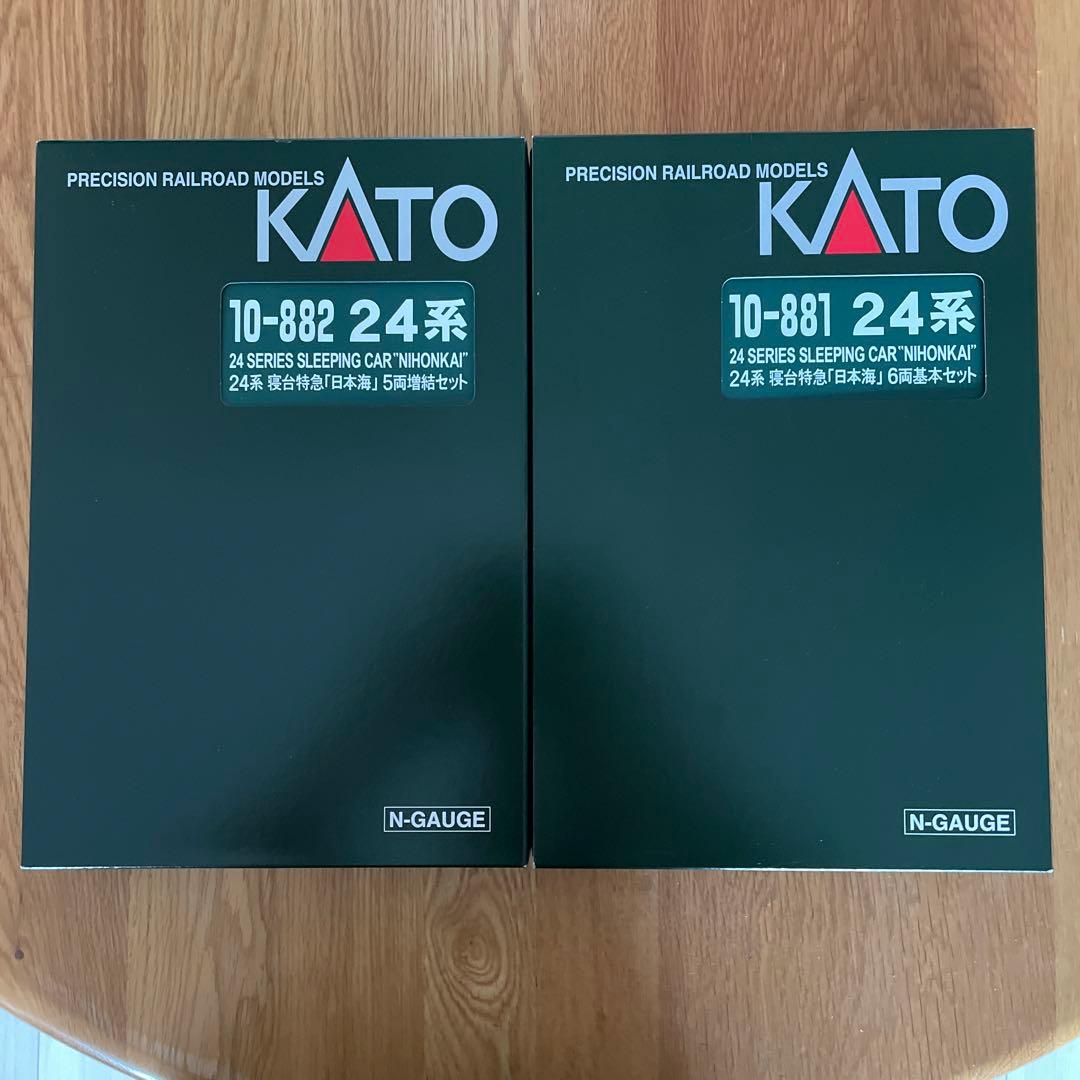 PRECISION RAILROAD MODELS
KATO
10-882 24系
24 SERIES SLEEPING CAR "NIHONKAI"
24系 寝台特急「日本海」 5両増結セット
N-GAUGE
PRECISION RAILROAD MODELS
KATO
10-881 24系
24 SERIES SLEEPING CAR "NIHONKAI"
24系 寝台特急「日本海」 6両基本セット
N-GAUGE